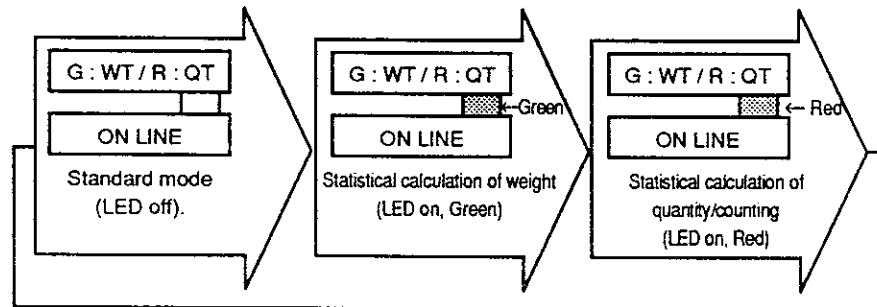 G : WT / R : QT
ON LINE
Standard mode
(LED off).
G : WT / R : QT
←Green
ON LINE
Statistical calculation of weight
(LED on, Green)
G : WT / R : QT
← Red
ON LINE
Statistical calculation of
quantity/counting
(LED on, Red)